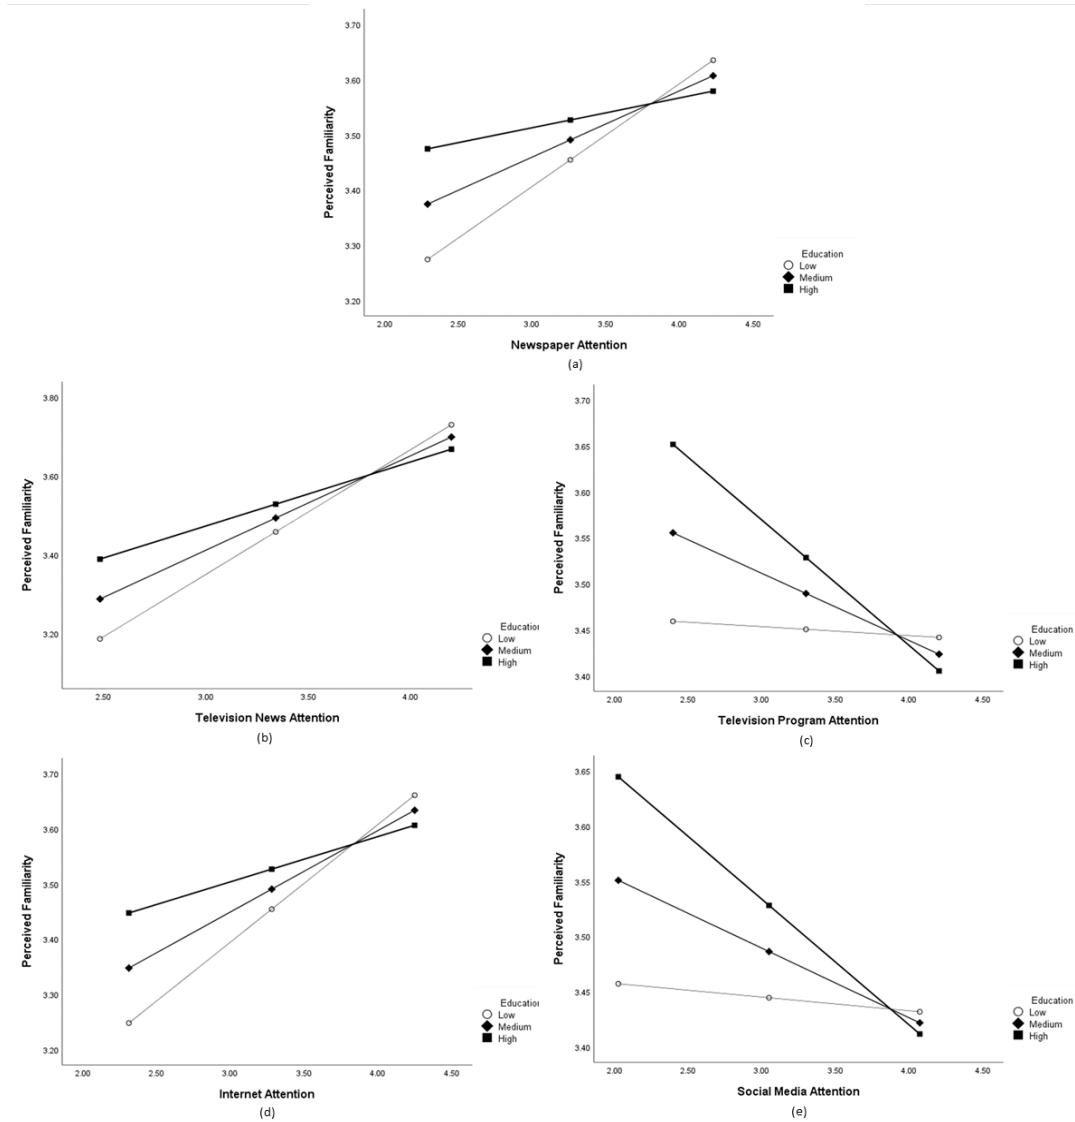 3.70
3.60
3.50
3.40
3.30
3.20
Perceived Familiarity
2.00 2.50 3.00 3.50 4.00 4.50
Newspaper Attention
Education
Low
Medium
High
(a)
3.80
3.60
3.40
3.20
Perceived Familiarity
2.50 3.00 3.50 4.00
Television News Attention
Education
Low
Medium
High
(b)
3.70
3.65
3.60
3.55
3.50
3.45
3.40
Perceived Familiarity
2.00 2.50 3.00 3.50 4.00 4.50
Television Program Attention
Education
Low
Medium
High
(c)
3.70
3.60
3.50
3.40
3.30
3.20
Perceived Familiarity
2.00 2.50 3.00 3.50 4.00 4.50
Internet Attention
Education
Low
Medium
High
(d)
3.65
3.60
3.55
3.50
3.45
3.40
Perceived Familiarity
2.00 2.50 3.00 3.50 4.00 4.50
Social Media Attention
Education
Low
Medium
High
(e)